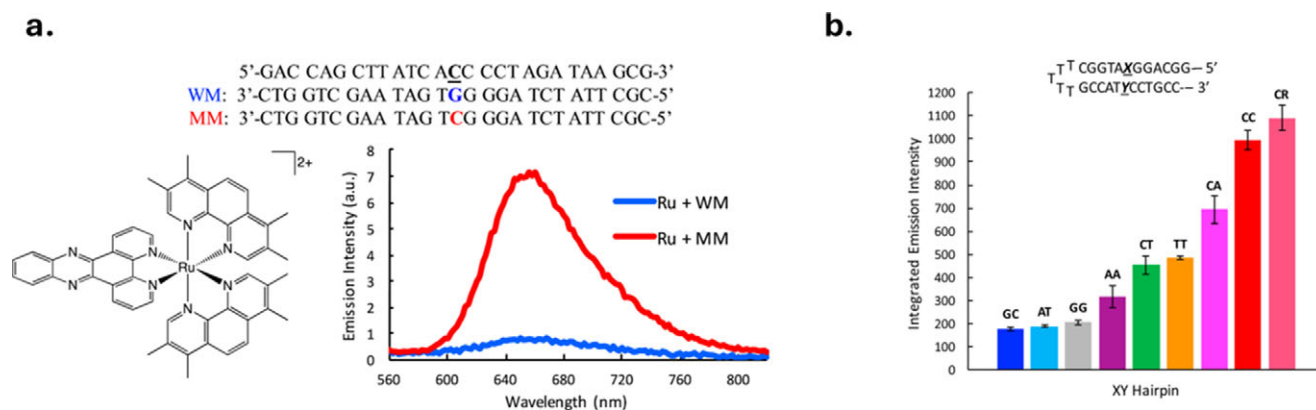 a.
5'-GAC CAG CTT ATC ACC CCT AGA TAA GCG-3'
WM: 3'-CTG GTC GAA TAG TGG GGA TCT ATT CGC-5'
MM: 3'-CTG GTC GAA TAG TCG GGA TCT ATT CGC-5'
2+
N
N
N
N
Ru
N
N
N
N
Emission Intensity (a.u.)
8
7
6
5
4
3
2
1
0
Ru + WM
Ru + MM
560 600 640 680 720 760 800
Wavelength (nm)
b.
T T T CGGTAXGGACGG— 5’
T T GCCATYCCTGCC-– 3’
Integrated Emission Intensity
1200
1100
1000
900
800
700
600
500
400
300
200
100
0
GC AT GG AA CT TT CA CC CR
XY Hairpin